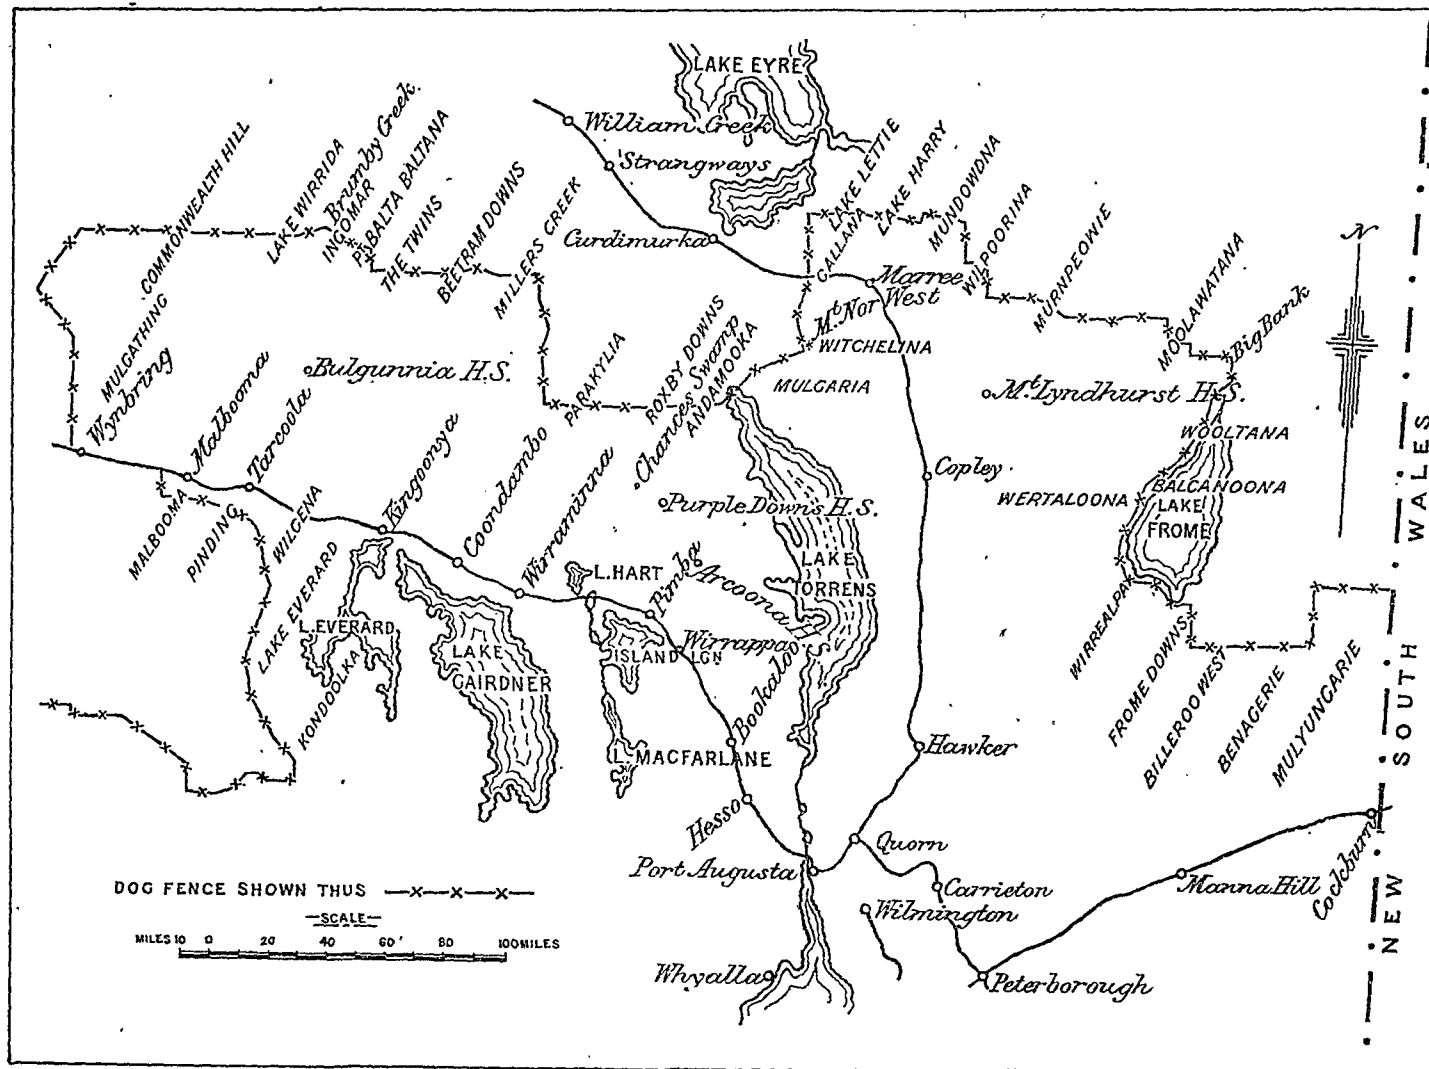 LAKE EYRE
William Creek
Strangways
Curdimurka
COMMONWEALTH HILL
LAKE WIRRIDA
Brumby Creek.
INGOMAR
BALTA BALTANA
THE TWINS
BEETRAM DOWNS
MILLERS CREEK
LAKE LETTIE
CALLANA
LAKE HARRY
MUNDOWDNA
WILPOORINA
MURNPEOWIE
MOOLAWATANA
Big Bank
N
Marree
Mt. Nor West
WITCHELINA
MULGARIA
MULGATHING
Wynbring
Malbooma
Tarcoola
Bulgunnia H.S.
Kingoonya
Coondambo
PARAKYLIA
Wirraminna
ROXBY DOWNS
Chances Swamp
ANDAMOOKA
Mt. Lyndhurst H.S.
WOOLTANA
BALCANOONA
WERTALOONA
LAKE
FROME
Copley
Purple Downs H.S.
MALBOOMA
PINDING
WILGENA
LAKE EVERARD
L. EVERARD
KONDOOLKA
LAKE
GAIRDNER
L. HART
Pimba
Arcoona H
LAKE
TORRENS
ISLAND LGN
Wirrappa
Bookaloo
L. MACFARLANE
Hesso
WIRREALPA
FROME DOWNS
BILLEROO WEST
BENAGERIE
MULYUNGARIE
Hawker
Quorn
Port Augusta
Carrieton
Wilmington
Whyalla
Peterborough
Manna Hill
Cockburn
NEW SOUTH WALES
DOG FENCE SHOWN THUS
SCALE
MILES 10 0 20 40 60 80 100 MILES